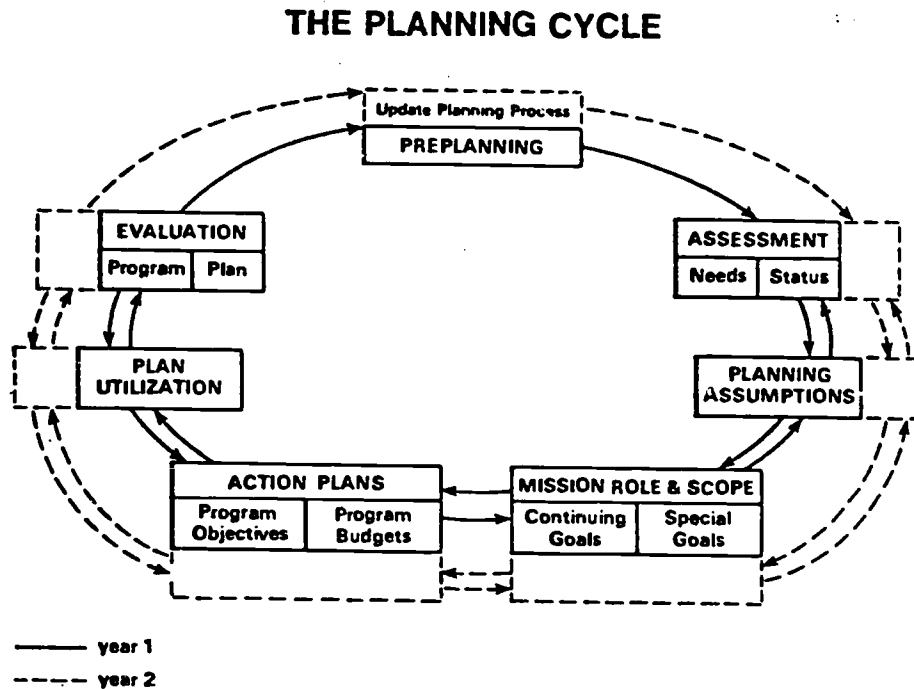 THE PLANNING CYCLE
Update Planning Process
PREPLANNING
EVALUATION
Program
Plan
ASSESSMENT
Needs
Status
PLAN
UTILIZATION
PLANNING
ASSUMPTIONS
ACTION PLANS
Program
Objectives
Program
Budgets
MISSION ROLE & SCOPE
Continuing
Goals
Special
Goals
year 1
year 2